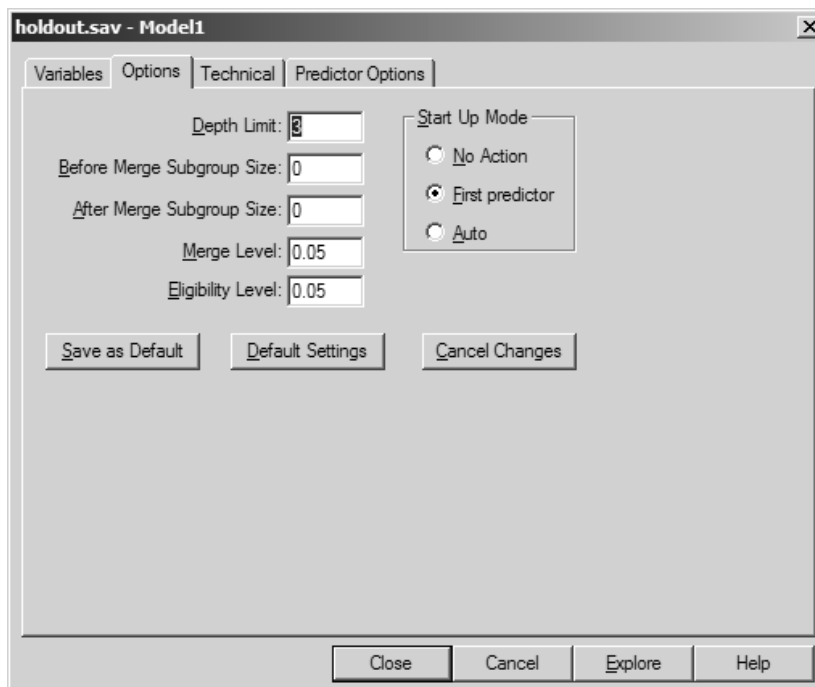 holdout.sav - Model1
Variables Options Technical Predictor Options
Depth Limit: 3
Before Merge Subgroup Size: 0
After Merge Subgroup Size: 0
Merge Level: 0.05
Eligibility Level: 0.05
Start Up Mode
No Action
First predictor
Auto
Save as Default Default Settings Cancel Changes
Close Cancel Explore Help